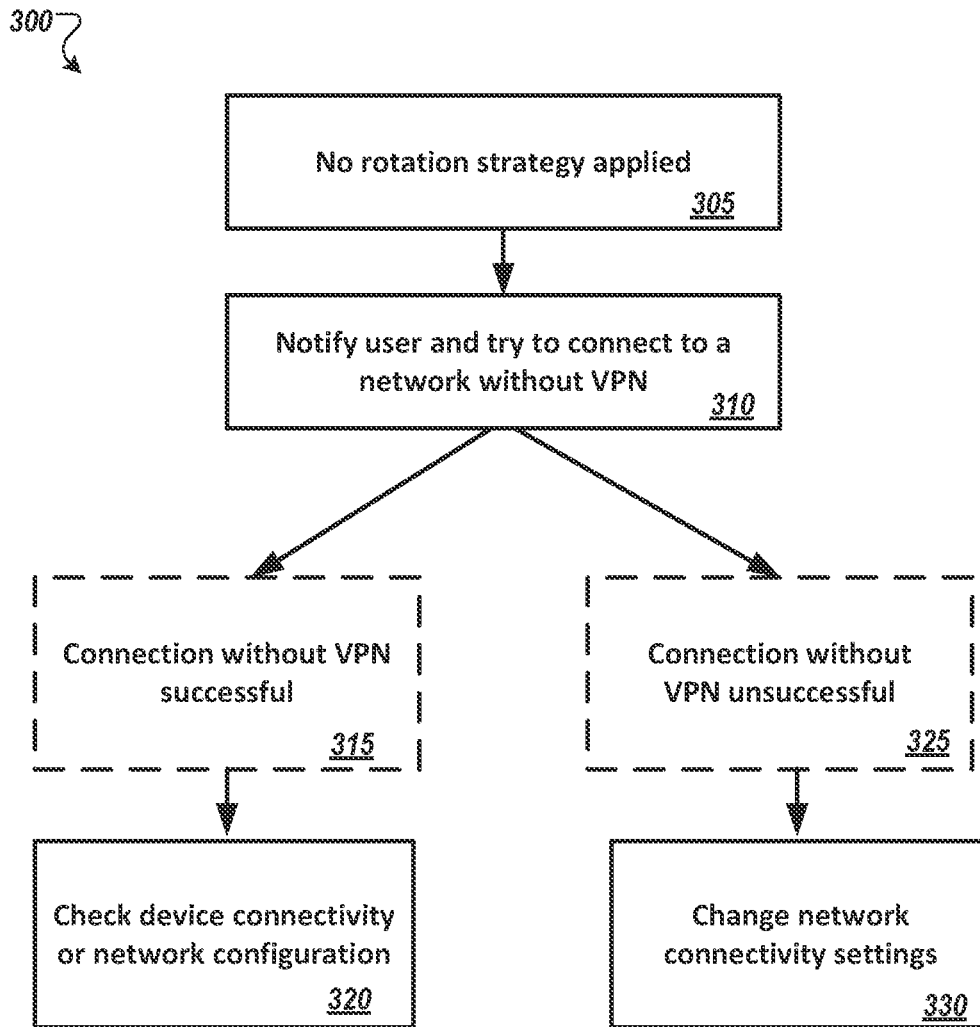 300
No rotation strategy applied
305
Notify user and try to connect to a
network without VPN
310
Connection without VPN
successful
315
Connection without
VPN unsuccessful
325
Check device connectivity
or network configuration
320
Change network
connectivity settings
330